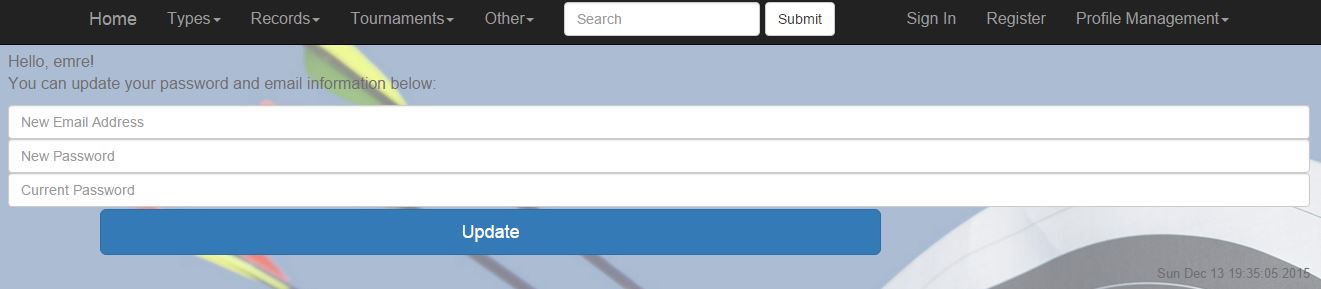 Home Types Records Tournaments Other Search Submit Sign In Register Profile Management
Hello, emre!
You can update your password and email information below:
New Email Address
New Password
Current Password
Update
Sun Dec 13 19:35:05 2015